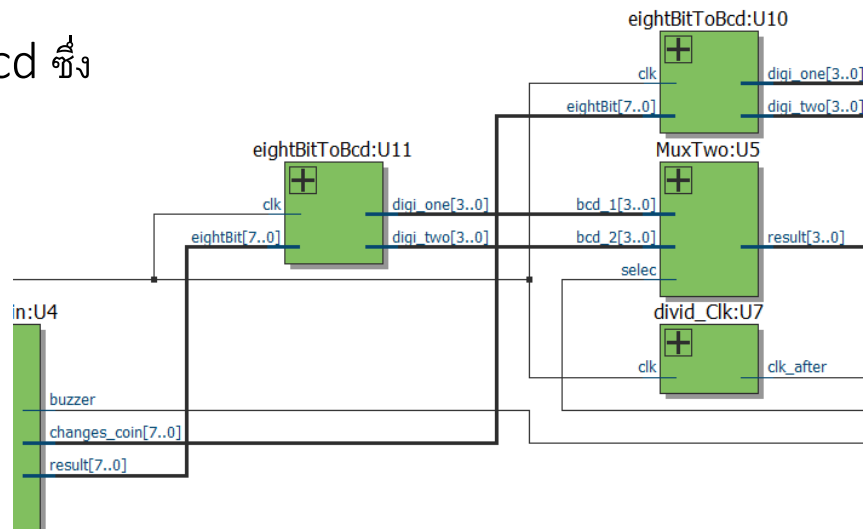 cd ซึ่ง
eightBitToBcd:U10
clk
eightBit[7..0]
digi_one[3..0]
digi_two[3..0]
eightBitToBcd:U11
clk
eightBit[7..0]
digi_one[3..0]
digi_two[3..0]
MuxTwo:U5
bcd_1[3..0]
bcd_2[3..0]
selec
result[3..0]
in:U4
buzzer
changes_coin[7..0]
result[7..0]
divid_Clk:U7
clk
clk_after